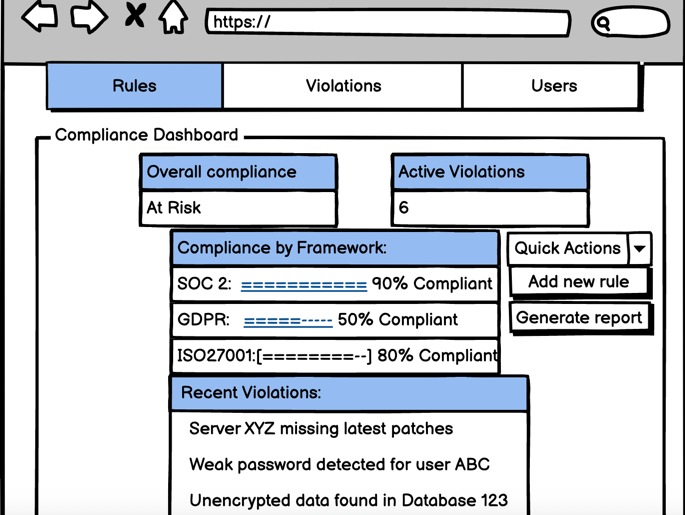 https://
Rules
Violations
Users
Compliance Dashboard
Overall compliance
Active Violations
At Risk
6
Compliance by Framework:
Quick Actions
SOC 2: =========== 90% Compliant
Add new rule
GDPR: =====----- 50% Compliant
Generate report
ISO27001:[========--] 80% Compliant
Recent Violations:
Server XYZ missing latest patches
Weak password detected for user ABC
Unencrypted data found in Database 123